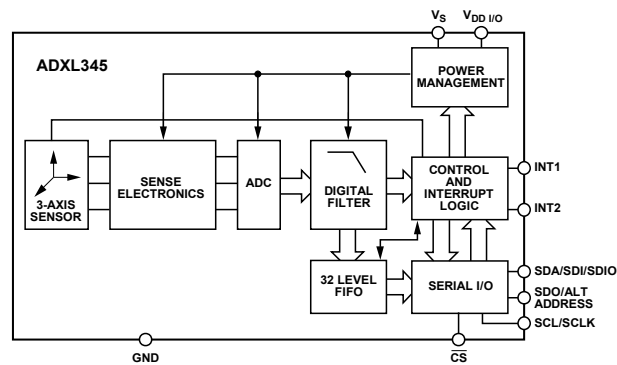 V_S
V_DD I/O
ADXL345
POWER
MANAGEMENT
3-AXIS
SENSOR
SENSE
ELECTRONICS
ADC
DIGITAL
FILTER
CONTROL
AND
INTERRUPT
LOGIC
INT1
INT2
32 LEVEL
FIFO
SERIAL I/O
SDA/SDI/SDIO
SDO/ALT
ADDRESS
SCL/SCLK
GND
C̅S̅